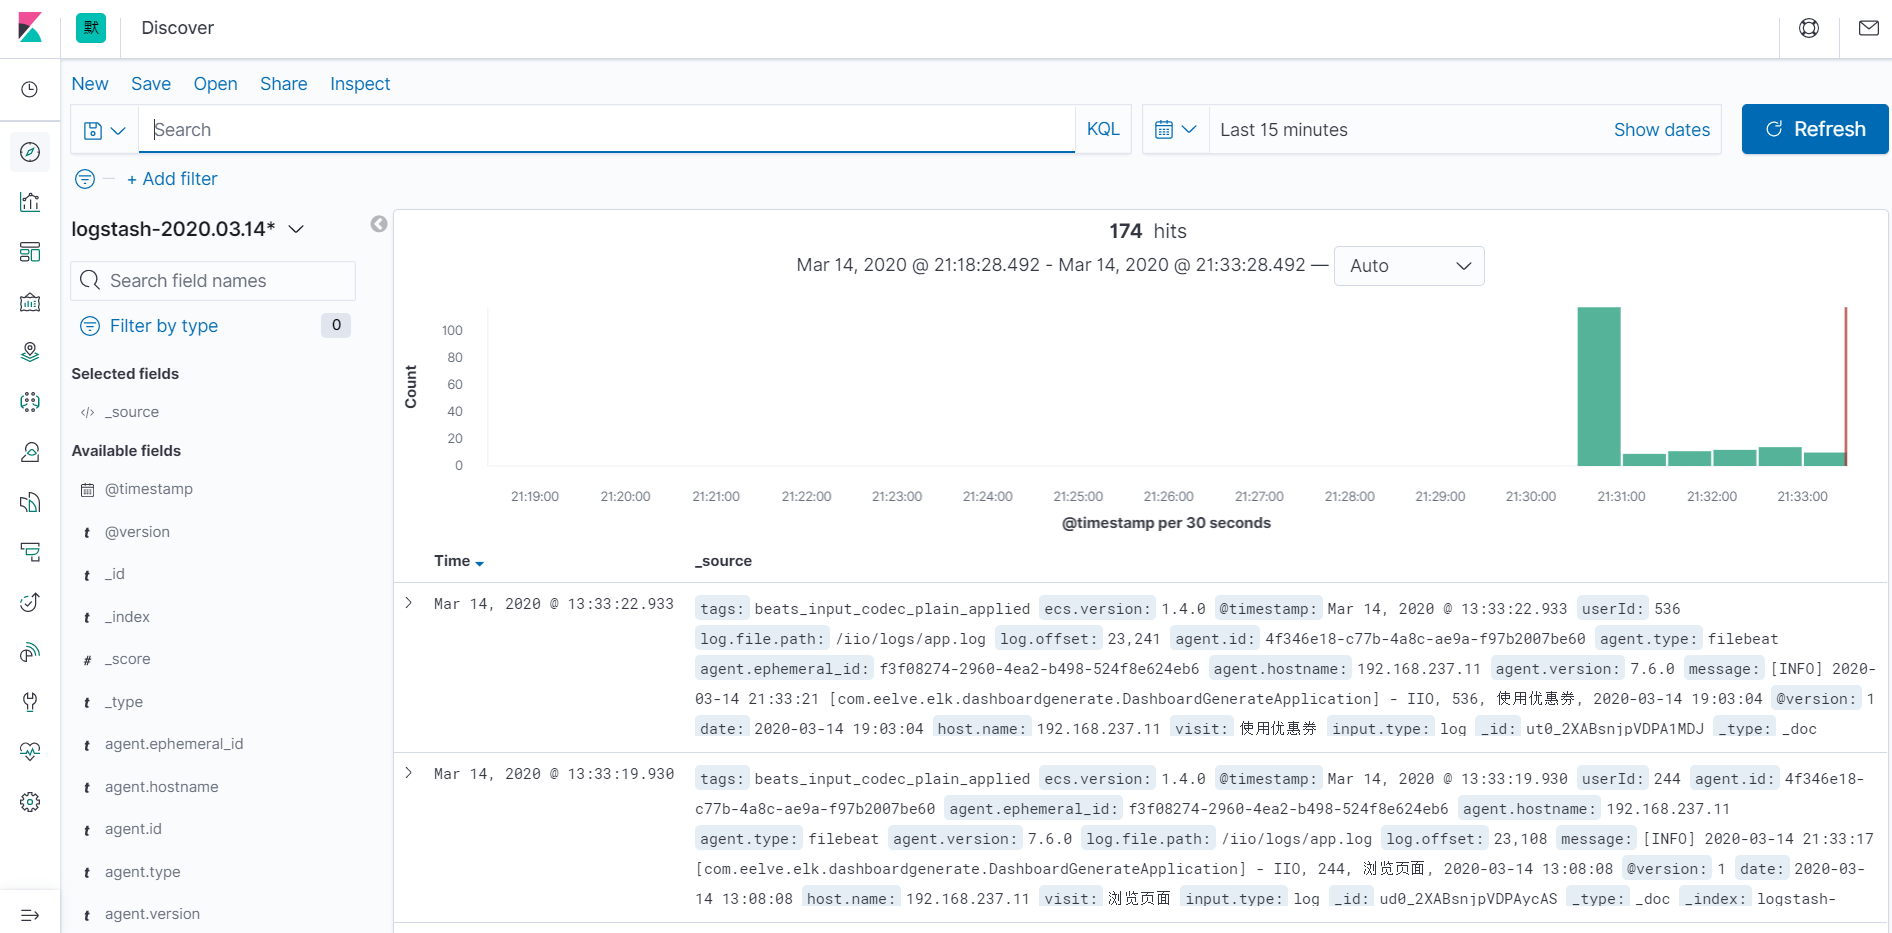 默 Discover
New Save Open Share Inspect
Search KQL Last 15 minutes Show dates Refresh
+ Add filter
logstash-2020.03.14*
Search field names
Filter by type 0
Selected fields
</> _source
Available fields
@timestamp
t @version
t _id
t _index
# _score
t _type
t agent.ephemeral_id
t agent.hostname
t agent.id
t agent.type
t agent.version
174 hits
Mar 14, 2020 @ 21:18:28.492 - Mar 14, 2020 @ 21:33:28.492 — Auto
Count
100
80
60
40
20
0
21:19:00 21:20:00 21:21:00 21:22:00 21:23:00 21:24:00 21:25:00 21:26:00 21:27:00 21:28:00 21:29:00 21:30:00 21:31:00 21:32:00 21:33:00
@timestamp per 30 seconds
Time _source
Mar 14, 2020 @ 13:33:22.933 tags: beats_input_codec_plain_applied ecs.version: 1.4.0 @timestamp: Mar 14, 2020 @ 13:33:22.933 userId: 536
log.file.path: /iio/logs/app.log log.offset: 23,241 agent.id: 4f346e18-c77b-4a8c-ae9a-f97b2007be60 agent.type: filebeat
agent.ephemeral_id: f3f08274-2960-4ea2-b498-524f8e624eb6 agent.hostname: 192.168.237.11 agent.version: 7.6.0 message: [INFO] 2020-
03-14 21:33:21 [com.eelve.elk.dashboardgenerate.DashboardGenerateApplication] - IIO, 536, 使用优惠券, 2020-03-14 19:03:04 @version: 1
date: 2020-03-14 19:03:04 host.name: 192.168.237.11 visit: 使用优惠券 input.type: log _id: ut0_2XABsnjpVDPA1MDJ _type: _doc
Mar 14, 2020 @ 13:33:19.930 tags: beats_input_codec_plain_applied ecs.version: 1.4.0 @timestamp: Mar 14, 2020 @ 13:33:19.930 userId: 244 agent.id: 4f346e18-
c77b-4a8c-ae9a-f97b2007be60 agent.ephemeral_id: f3f08274-2960-4ea2-b498-524f8e624eb6 agent.hostname: 192.168.237.11
agent.type: filebeat agent.version: 7.6.0 log.file.path: /iio/logs/app.log log.offset: 23,108 message: [INFO] 2020-03-14 21:33:17
[com.eelve.elk.dashboardgenerate.DashboardGenerateApplication] - IIO, 244, 浏览页面, 2020-03-14 13:08:08 @version: 1 date: 2020-03-
14 13:08:08 host.name: 192.168.237.11 visit: 浏览页面 input.type: log _id: ud0_2XABsnjpVDPAycAS _type: _doc _index: logstash-